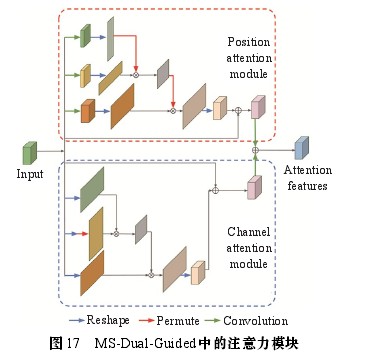 Position
attention
module
Input
Attention
features
Channel
attention
module
Reshape Permute Convolution
图 17 MS-Dual-Guided中的注意力模块